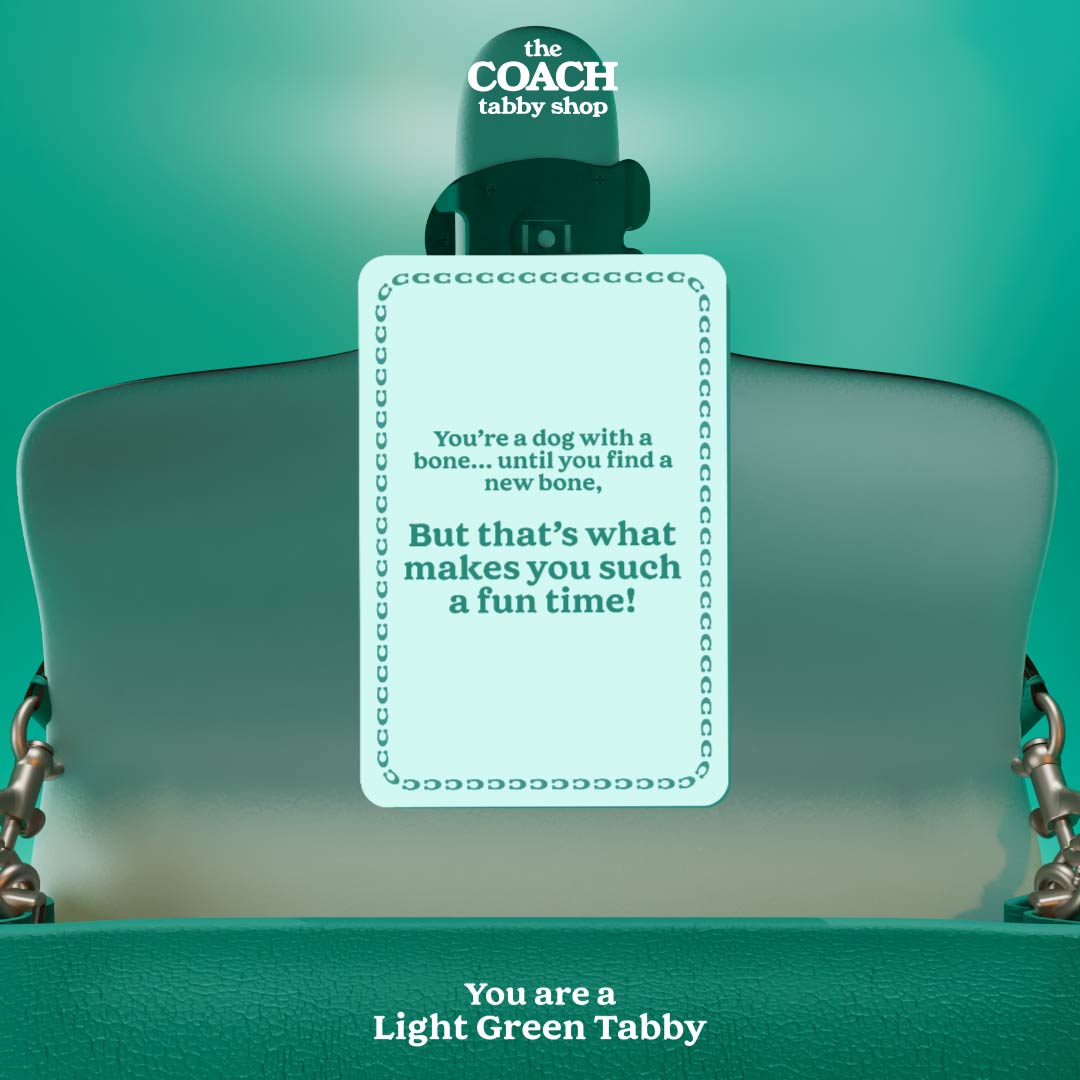 the
COACH
tabby shop
You're a dog with a
bone... until you find a
new bone,
But that's what
makes you such
a fun time!
You are a
Light Green Tabby